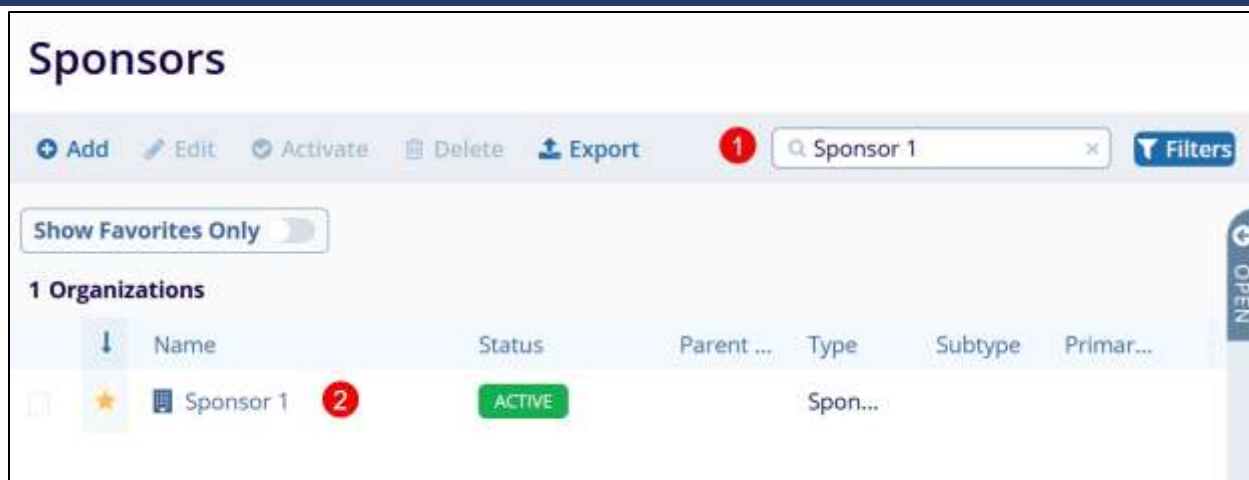 Sponsors
Add Edit Activate Delete Export 1 Sponsor 1 × Filters
Show Favorites Only
OPEN
1 Organizations
Name Status Parent ... Type Subtype Primar...
Sponsor 1 2 ACTIVE Spon...